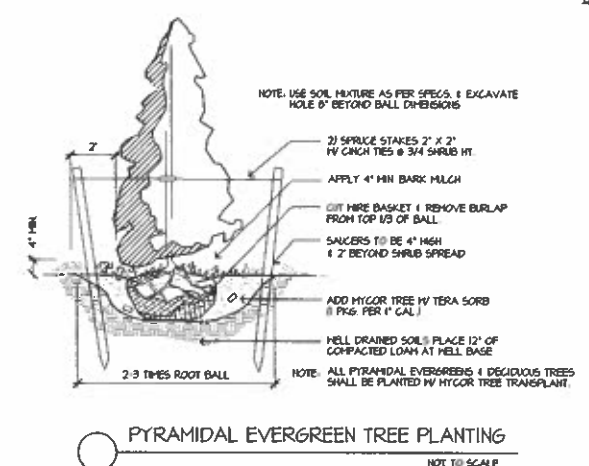 NOTE: USE SOIL MIXTURE AS PER SPECS. & EXCAVATE
HOLE 8" BEYOND BALL DIMENSIONS
2) SPRUCE STAKES 2" X 2"
W/ CINCH TIES @ 3/4 SHRUB HT.
2'
APPLY 4" MIN BARK MULCH
CUT WIRE BASKET & REMOVE BURLAP
FROM TOP 1/3 OF BALL
4" MIN
SAUCERS TO BE 4" HIGH
& 2" BEYOND SHRUB SPREAD
ADD MYCOR TREE W/ TERA SORB
PKG. PER 1" CAL.)
WELL DRAINED SOILS PLACE 12" OF
COMPACTED LOAM AT WELL BASE
2-3 TIMES ROOT BALL
NOTE: ALL PYRAMIDAL EVERGREENS & DECIDUOUS TREES
SHALL BE PLANTED W/ MYCOR TREE TRANSPLANT.
PYRAMIDAL EVERGREEN TREE PLANTING
NOT TO SCALE